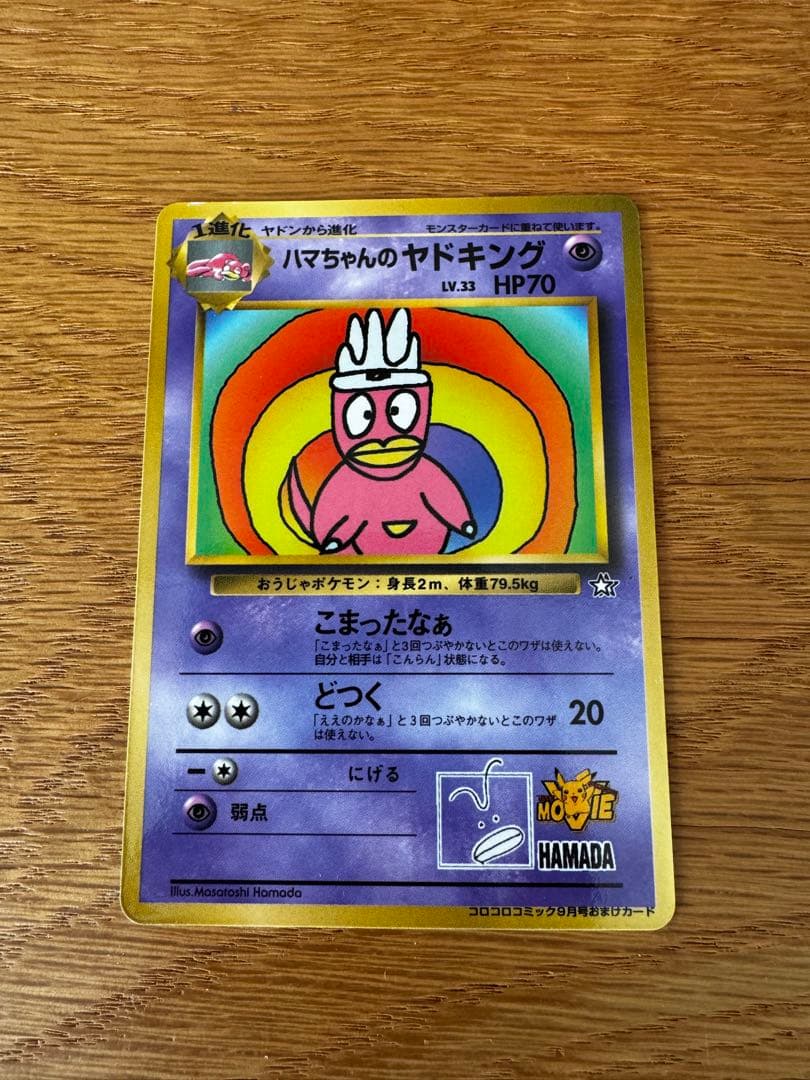 1進化 ヤドンから進化 モンスターカードに重ねて使います。
ハマちゃんのヤドキング
LV.33 HP70
おうじゃポケモン：身長2m、体重79.5kg
こまったなぁ
「こまったなぁ」と3回つぶやかないとこのワザは使えない。
自分と相手は「こんらん」状態になる。
どつく 20
「ええのかなぁ」と3回つぶやかないとこのワザ
は使えない。
にげる
弱点
MOVIE
HAMADA
Illus.Masatoshi Hamada
コロコロコミック9月号おまけカード